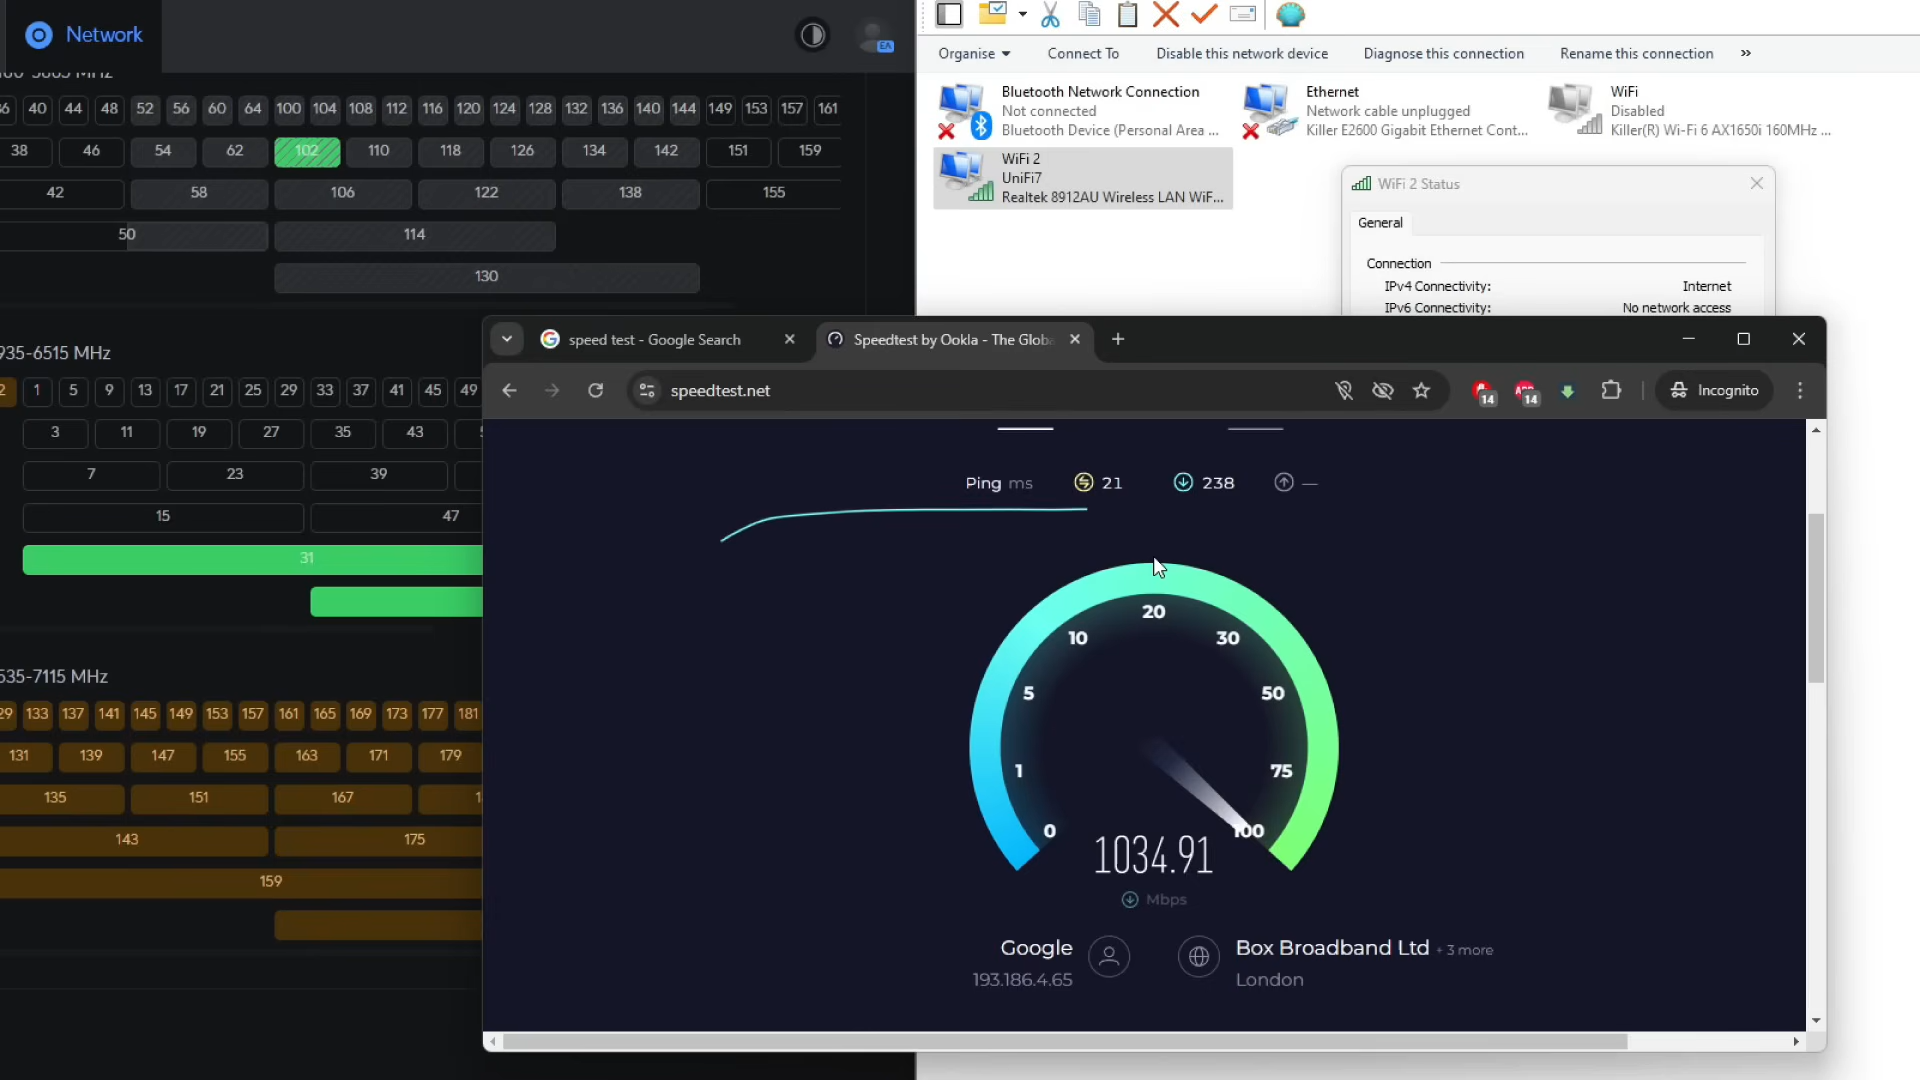 Network
EA
36 40 44 48 52 56 60 64 100 104 108 112 116 120 124 128 132 136 140 144 149 153 157 161
38 46 54 62 102 110 118 126 134 142 151 159
42 58 106 122 138 155
50 114
130
935-6515 MHz
2 1 5 9 13 17 21 25 29 33 37 41 45 49
3 11 19 27 35 43
7 23 39
15 47
31
535-7115 MHz
29 133 137 141 145 149 153 157 161 165 169 173 177 181
131 139 147 155 163 171 179
135 151 167
143 175
159
Organise Connect To Disable this network device Diagnose this connection Rename this connection »
Bluetooth Network Connection
Not connected
Bluetooth Device (Personal Area ...
Ethernet
Network cable unplugged
Killer E2600 Gigabit Ethernet Cont...
WiFi
Disabled
Killer(R) Wi-Fi 6 AX1650i 160MHz ...
WiFi 2
UniFi7
Realtek 8912AU Wireless LAN WiF...
WiFi 2 Status
General
Connection
IPv4 Connectivity: Internet
IPv6 Connectivity: No network access
speed test - Google Search
Speedtest by Ookla - The Globa
speedtest.net
14
14
Incognito
Ping ms 21 238 —
0 1 5 10 20 30 50 75 100
1034.91
Mbps
Google
193.186.4.65
Box Broadband Ltd + 3 more
London